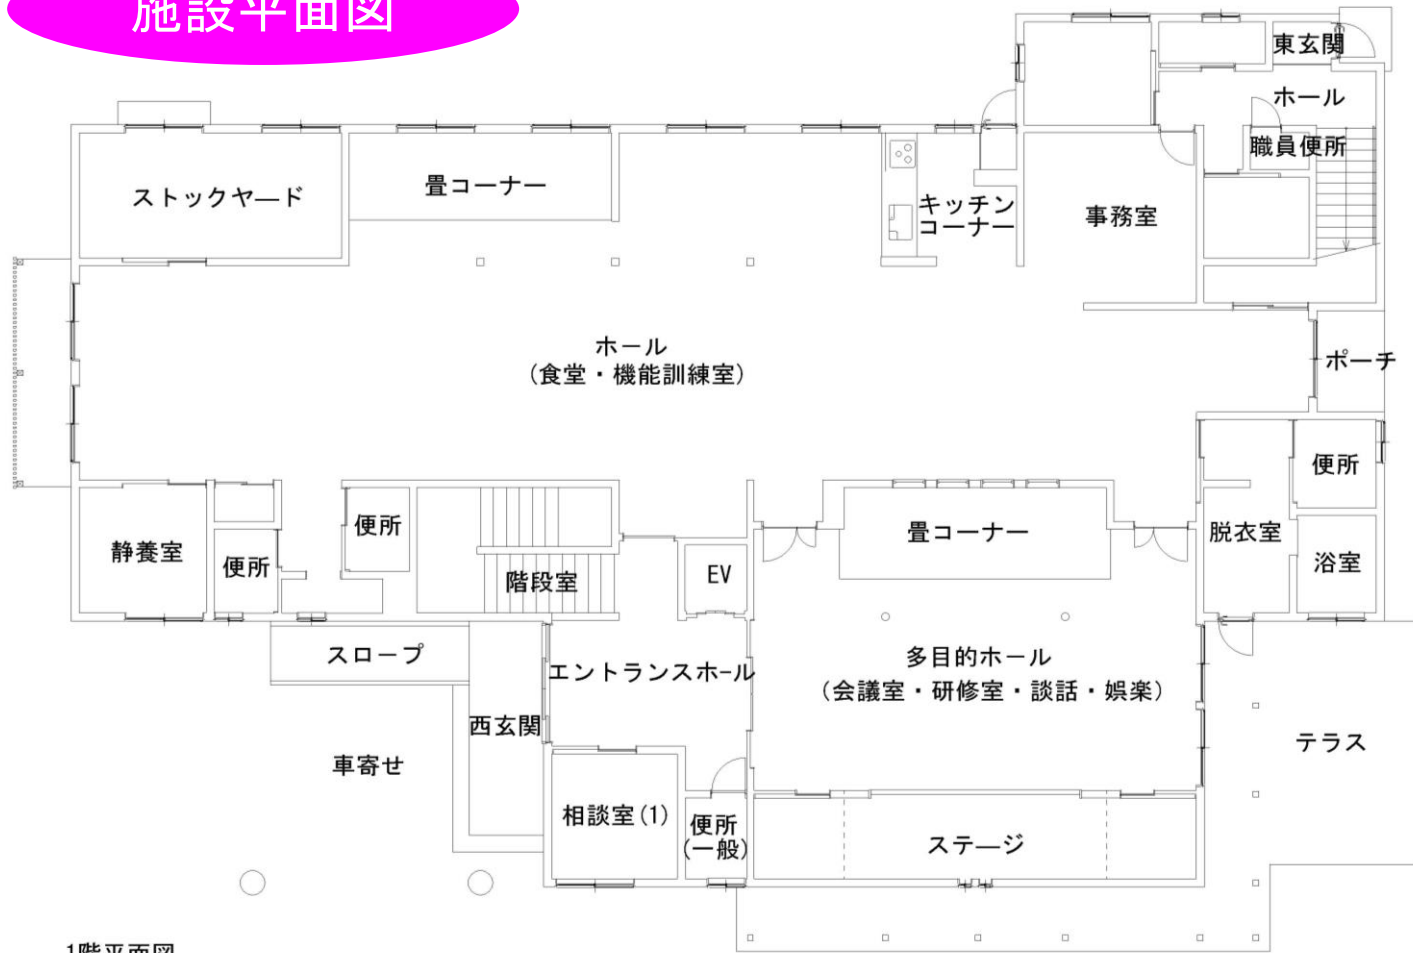 施設平面図
東玄関
ホール
職員便所
ストックヤード
畳コーナー
キッチン
コーナー
事務室
ホール
(食堂・機能訓練室)
ポーチ
便所
静養室
便所
便所
階段室
EV
畳コーナー
脱衣室
浴室
スロープ
エントランスホール
多目的ホール
(会議室・研修室・談話・娯楽)
西玄関
車寄せ
テラス
相談室(1)
便所
(一般)
ステージ
1階平面図